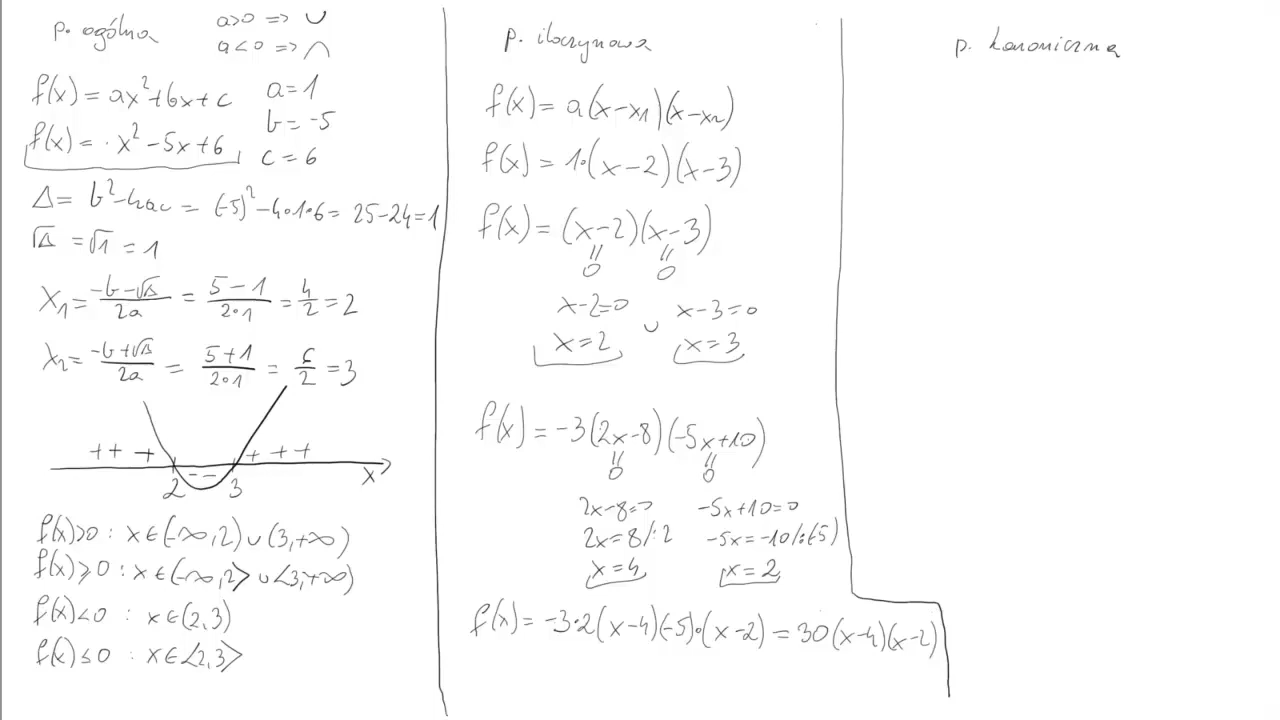 p. ogólna
a>0 => ∪
a<0 => ∩
f(x) = ax²+bx+c
a=1
f(x) = x² - 5x + 6
b = -5
c = 6
Δ = b²-4ac = (-5)² - 4·1·6 = 25-24=1
√Δ = √1 = 1
x₁ = (-b-√Δ)/2a = (5-1)/(2·1) = 4/2 = 2
x₂ = (-b+√Δ)/2a = (5+1)/(2·1) = 6/2 = 3
+ + + + + +
- -
2 3 x
f(x)>0 : x∈(-∞,2)∪(3,+∞)
f(x)⩾0 : x∈(-∞,2>∪<3,+∞)
f(x)<0 : x∈(2,3)
f(x)≤0 : x∈<2,3>
p. iloczynowa
f(x) = a(x-x₁)(x-x₂)
f(x) = 1·(x-2)(x-3)
f(x) = (x-2)(x-3)
= =
0 0
x-2=0 ∪ x-3=0
x=2 x=3
f(x) = -3(2x-8)(-5x+10)
= =
0 0
2x-8=0 -5x+10=0
2x=8/:2 -5x=-10/:(-5)
x=4 x=2
f(x) = -3·2(x-4)(-5)·(x-2) = 30(x-4)(x-2)
p. kanoniczna